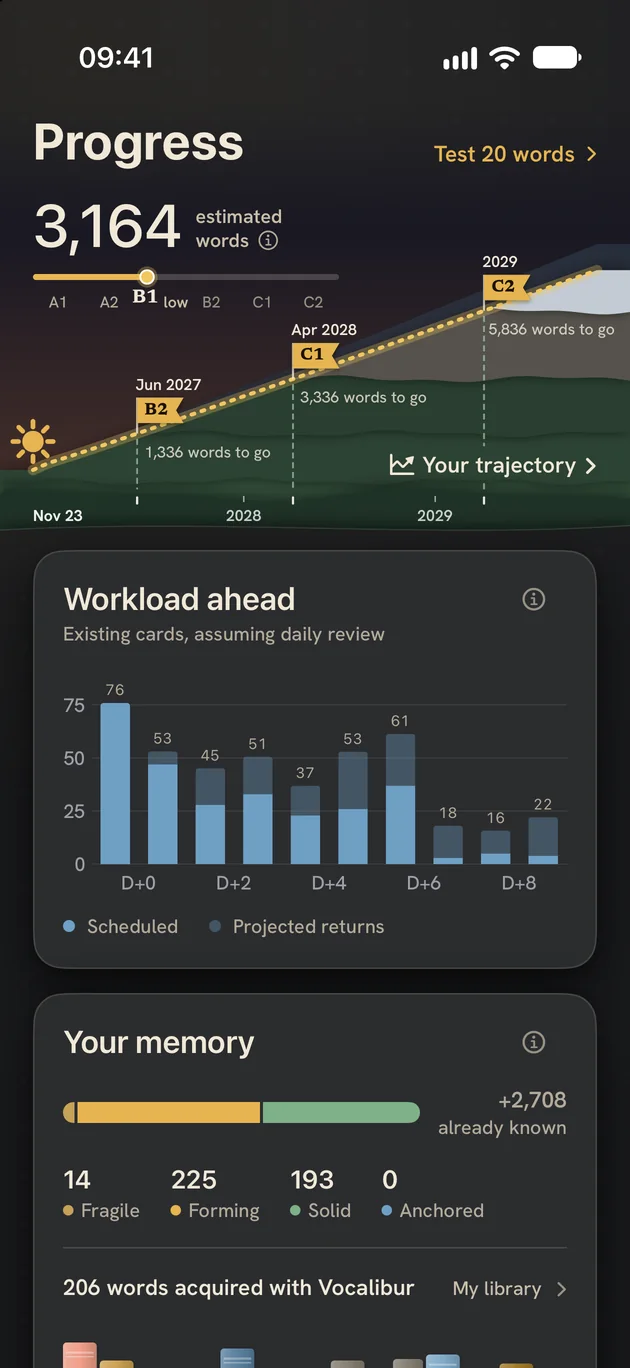 09:41
Progress
Test 20 words
3,164 estimated words
A1 A2 B1 low B2 C1 C2
2029
C2
5,836 words to go
Apr 2028
C1
3,336 words to go
Jun 2027
B2
1,336 words to go
Your trajectory
Nov 23 2028 2029
Workload ahead
Existing cards, assuming daily review
76 53 45 51 37 53 61 18 16 22
75
50
25
0
D+0 D+2 D+4 D+6 D+8
Scheduled Projected returns
Your memory
+2,708
already known
14 225 193 0
Fragile Forming Solid Anchored
206 words acquired with Vocalibur My library